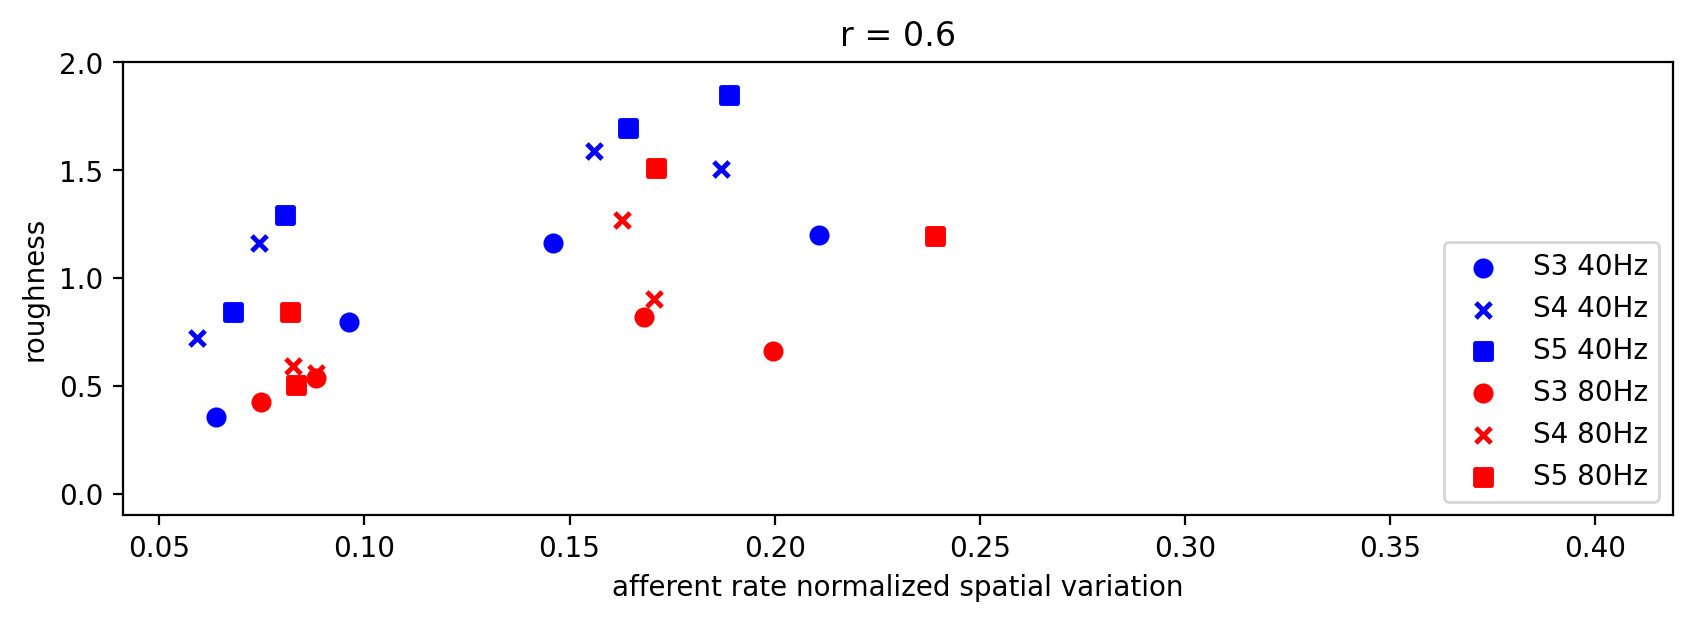 r = 0.6
2.0
1.5
1.0
0.5
0.0
roughness
S3 40Hz
S4 40Hz
S5 40Hz
S3 80Hz
S4 80Hz
S5 80Hz
0.05 0.10 0.15 0.20 0.25 0.30 0.35 0.40
afferent rate normalized spatial variation